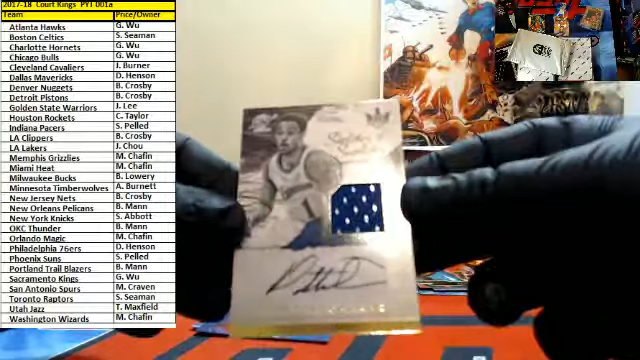 2017-18 Court Kings PYT 001a
Team Price/Owner
Atlanta Hawks G. Wu
Boston Celtics S. Seaman
Charlotte Hornets G. Wu
Chicago Bulls G. Wu
Cleveland Cavaliers J. Burner
Dallas Mavericks D. Henson
Denver Nuggets B. Crosby
Detroit Pistons B. Crosby
Golden State Warriors J. Lee
Houston Rockets C. Taylor
Indiana Pacers S. Pelled
LA Clippers B. Crosby
LA Lakers J. Chou
Memphis Grizzlies M. Chafin
Miami Heat M. Chafin
Milwaukee Bucks B. Lowery
Minnesota Timberwolves A. Burnett
New Jersey Nets B. Crosby
New Orleans Pelicans B. Mann
New York Knicks S. Abbott
OKC Thunder B. Mann
Orlando Magic M. Chafin
Philadelphia 76ers D. Henson
Phoenix Suns S. Pelled
Portland Trail Blazers B. Mann
Sacramento Kings G. Wu
San Antonio Spurs M. Craven
Toronto Raptors S. Seaman
Utah Jazz T. Maxfield
Washington Wizards M. Chafin